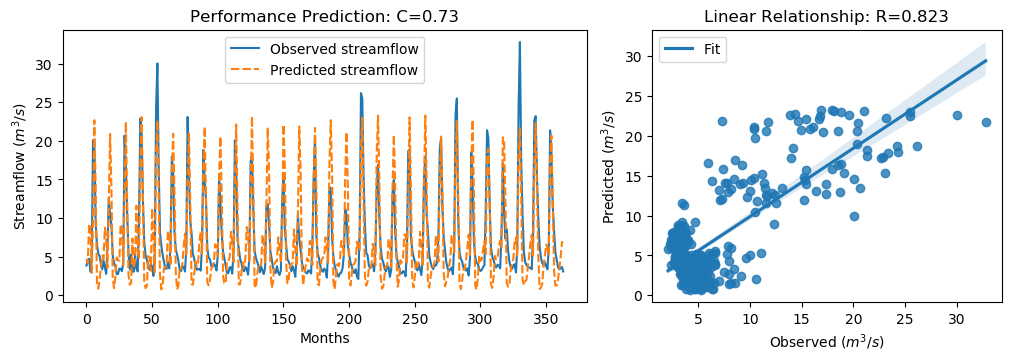 Performance Prediction: C=0.73
Observed streamflow
Predicted streamflow
Streamflow (m³/s)
30
25
20
15
10
5
0
0 50 100 150 200 250 300 350
Months
Linear Relationship: R=0.823
Fit
Predicted (m³/s)
30
25
20
15
10
5
0
5 10 15 20 25 30
Observed (m³/s)